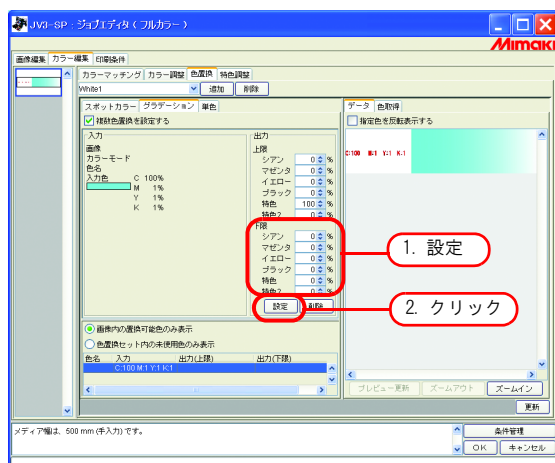 JV3-SP : ジョブエディタ ( フルカラー )
Mimaki
画像編集 カラー編集 印刷条件
カラーマッチング カラー調整 色置換 特色調整
White1 追加 削除
スポットカラー グラデーション 単色
複数色置換を設定する
入力
画像
カラーモード
色名
入力色 C 100%
M 1%
Y 1%
K 1%
出力
上限
シアン 0 %
マゼンタ 0 %
イエロー 0 %
ブラック 0 %
特色 100 %
特色2 0 %
下限
シアン 0 %
マゼンタ 0 %
イエロー 0 %
ブラック 0 %
特色 0 %
特色2 0 %
設定 削除
1. 設定
2. クリック
画像内の置換可能色のみ表示
色置換セット内の未使用色のみ表示
色名 入力 出力(上限) 出力(下限)
C:100 M:1 Y:1 K:1
データ 色取得
指定色を反転表示する
C:100 M:1 Y:1 K:1
プレビュー更新 ズームアウト ズームイン
更新
メディア幅は、500 mm (手入力) です。
条件管理
OK キャンセル